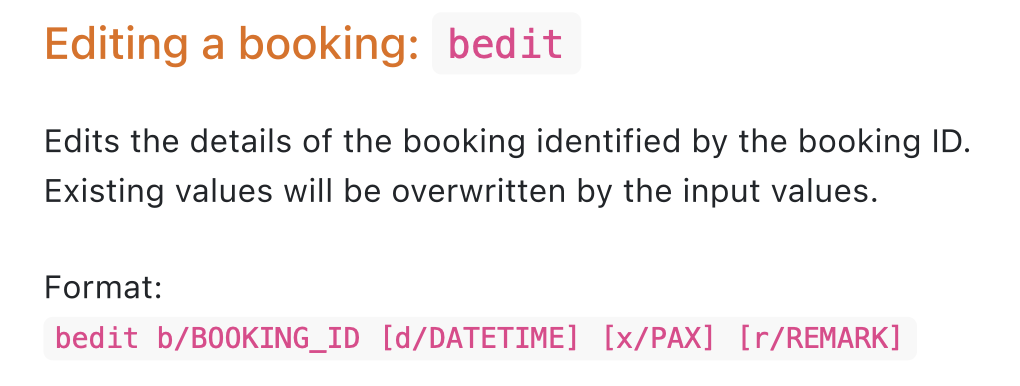 Editing a booking: bedit
Edits the details of the booking identified by the booking ID.
Existing values will be overwritten by the input values.
Format:
bedit b/BOOKING_ID [d/DATETIME] [x/PAX] [r/REMARK]